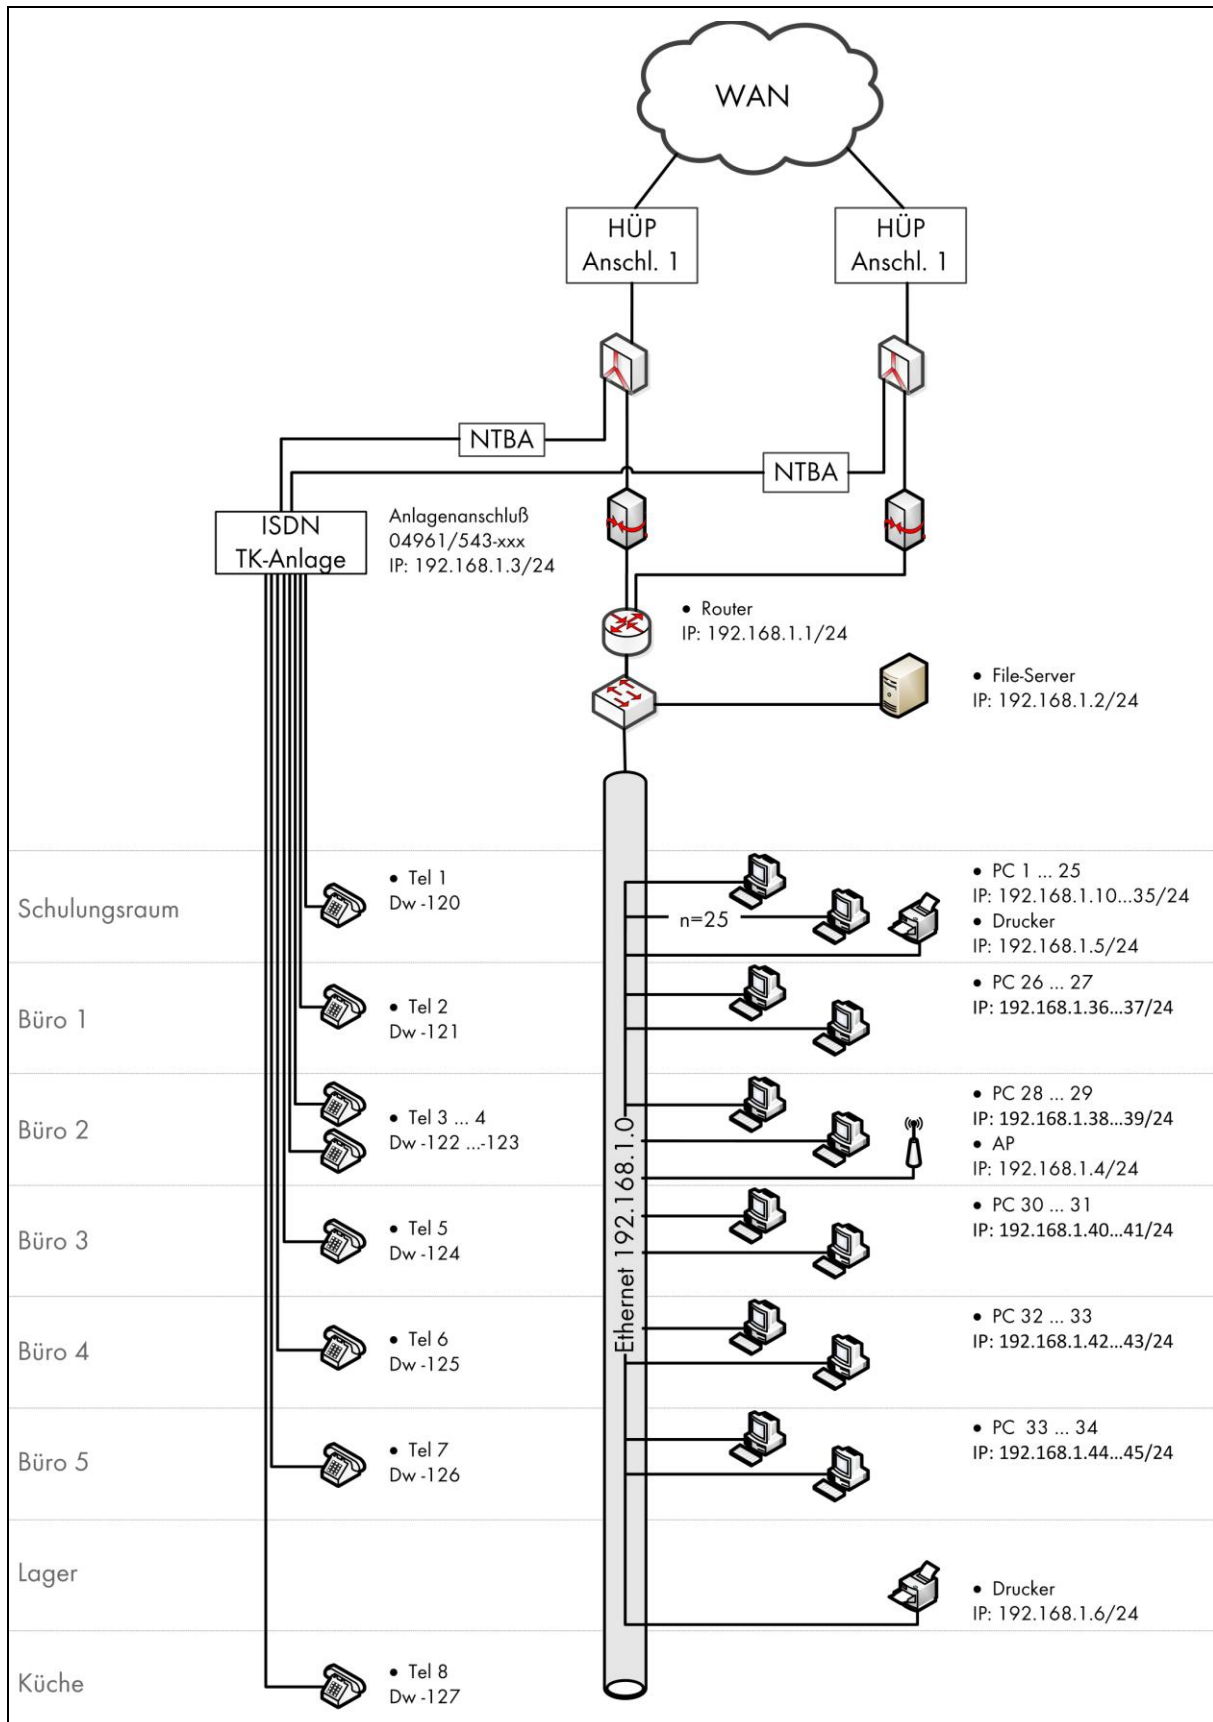 WAN
HÜP
Anschl. 1
HÜP
Anschl. 1
NTBA
NTBA
ISDN
TK-Anlage
Anlagenanschluß
04961/543-xxx
IP: 192.168.1.3/24
• Router
IP: 192.168.1.1/24
• File-Server
IP: 192.168.1.2/24
Ethernet 192.168.1.0
Schulungsraum
• Tel 1
Dw -120
n=25
• PC 1 ... 25
IP: 192.168.1.10...35/24
• Drucker
IP: 192.168.1.5/24
Büro 1
• Tel 2
Dw -121
• PC 26 ... 27
IP: 192.168.1.36...37/24
Büro 2
• Tel 3 ... 4
Dw -122 ...-123
• PC 28 ... 29
IP: 192.168.1.38...39/24
• AP
IP: 192.168.1.4/24
Büro 3
• Tel 5
Dw -124
• PC 30 ... 31
IP: 192.168.1.40...41/24
Büro 4
• Tel 6
Dw -125
• PC 32 ... 33
IP: 192.168.1.42...43/24
Büro 5
• Tel 7
Dw -126
• PC 33 ... 34
IP: 192.168.1.44...45/24
Lager
• Drucker
IP: 192.168.1.6/24
Küche
• Tel 8
Dw -127